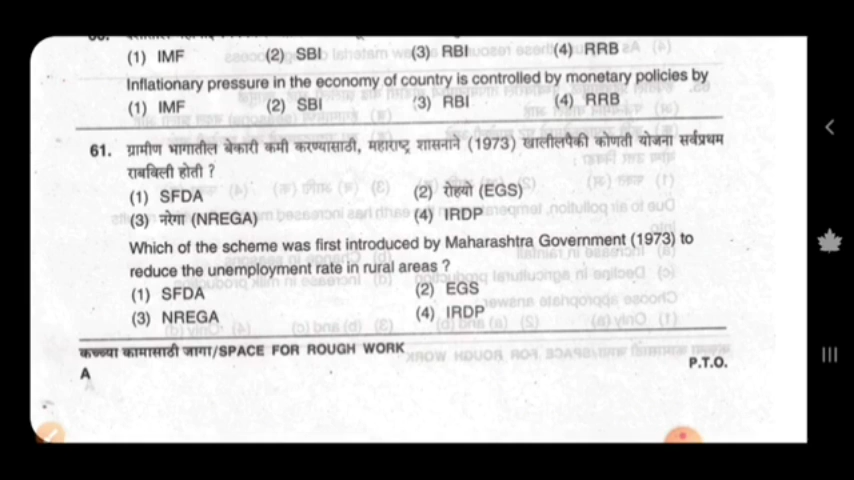 (1) IMF (2) SBI (3) RBI (4) RRB
Inflationary pressure in the economy of country is controlled by monetary policies by
(1) IMF (2) SBI (3) RBI (4) RRB
61. ग्रामीण भागातील बेकारी कमी करण्यासाठी, महाराष्ट्र शासनाने (1973) खालीलपैकी कोणती योजना सर्वप्रथम
राबविली होती ?
(1) SFDA (2) रोहयो (EGS)
(3) नरेगा (NREGA) (4) IRDP
Which of the scheme was first introduced by Maharashtra Government (1973) to
reduce the unemployment rate in rural areas ?
(1) SFDA (2) EGS
(3) NREGA (4) IRDP
कच्च्या कामासाठी जागा/SPACE FOR ROUGH WORK
A P.T.O.